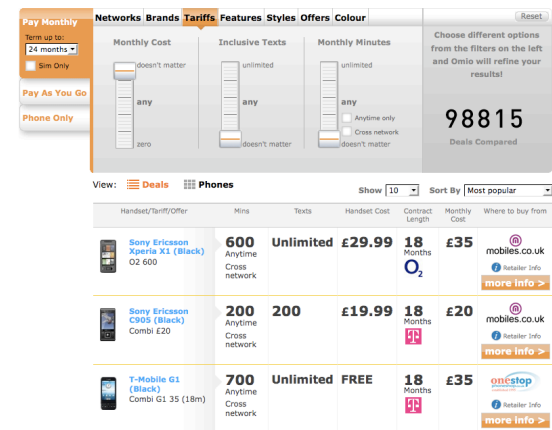 Pay Monthly
Term up to:
24 months
Sim Only
Pay As You Go
Phone Only
Networks Brands Tariffs Features Styles Offers Colour
Reset
Monthly Cost
doesn't matter
any
zero
Inclusive Texts
unlimited
any
doesn't matter
Monthly Minutes
unlimited
any
Anytime only
Cross network
doesn't matter
Choose different options
from the filters on the left
and Omio will refine your
results!
98815
Deals Compared
View: Deals Phones
Show 10 Sort By Most popular
Handset/Tariff/Offer Mins Texts Handset Cost Contract Length Monthly Cost Where to buy from
Sony Ericsson
Xperia X1 (Black)
O2 600
600
Anytime
Cross
network
Unlimited
£29.99
18
Months
O2
£35
mobiles.co.uk
Retailer Info
more info >
Sony Ericsson
C905 (Black)
Combi £20
200
Anytime
Cross
network
200
£19.99
18
Months
T
£20
mobiles.co.uk
Retailer Info
more info >
T-Mobile G1
(Black)
Combi G1 35 (18m)
700
Anytime
Cross
network
Unlimited
FREE
18
Months
T
£35
onestop
Retailer Info
more info >